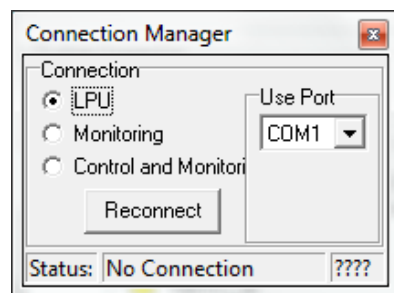 Connection Manager
Connection
LPU
Use Port
COM1
Monitoring
Control and Monitori
Reconnect
Status: No Connection ????